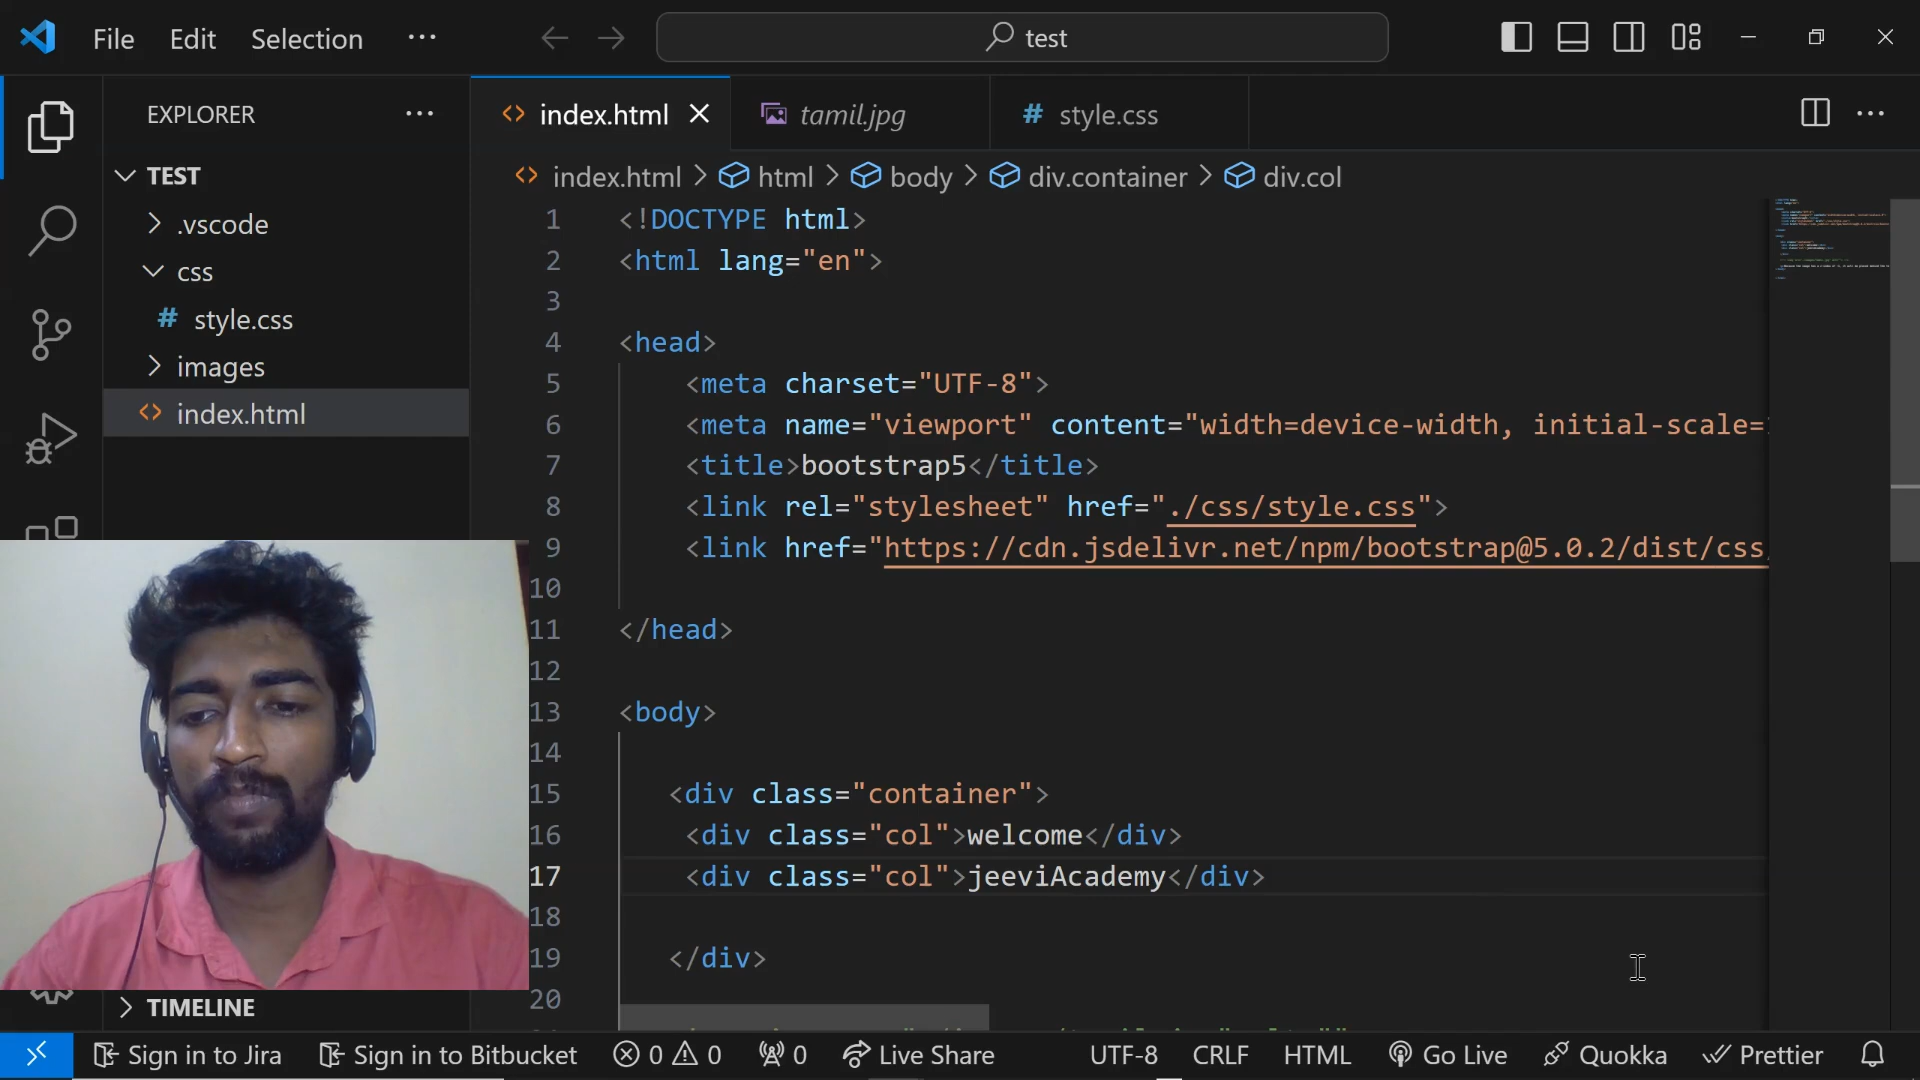 File Edit Selection ···
test
EXPLORER ···
TEST
.vscode
css
# style.css
images
<> index.html
TIMELINE
<> index.html
tamil.jpg
# style.css
<> index.html > html > body > div.container > div.col
1 <!DOCTYPE html>
2 <html lang="en">
3
4 <head>
5 <meta charset="UTF-8">
6 <meta name="viewport" content="width=device-width, initial-scale=
7 <title>bootstrap5</title>
8 <link rel="stylesheet" href="./css/style.css">
9 <link href="https://cdn.jsdelivr.net/npm/bootstrap@5.0.2/dist/css
10
11 </head>
12
13 <body>
14
15 <div class="container">
16 <div class="col">welcome</div>
17 <div class="col">jeeviAcademy</div>
18
19 </div>
20
Sign in to Jira Sign in to Bitbucket 0 0 0 Live Share UTF-8 CRLF HTML Go Live Quokka Prettier